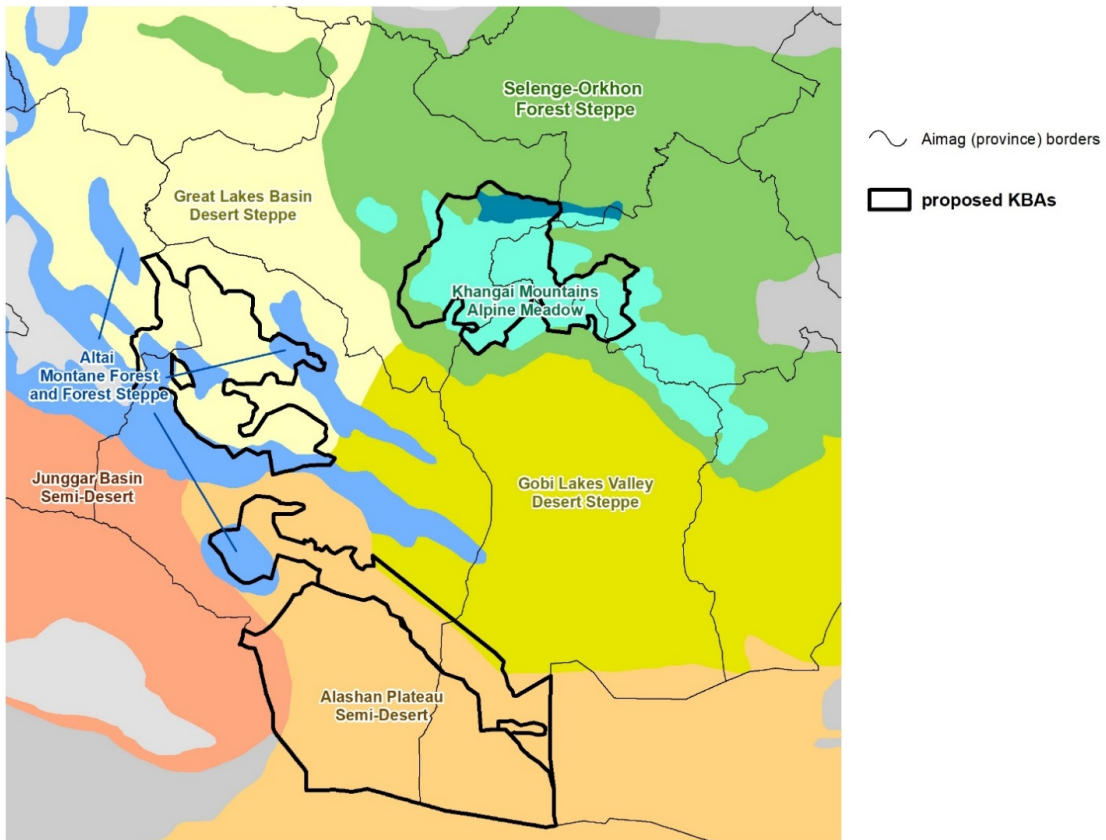 Selenge-Orkhon
Forest Steppe
Aimag (province) borders
Great Lakes Basin
Desert Steppe
proposed KBAs
Khangai Mountains
Alpine Meadow
Altai
Montane Forest
and Forest Steppe
Junggar Basin
Semi-Desert
Gobi Lakes Valley
Desert Steppe
Alashan Plateau
Semi-Desert